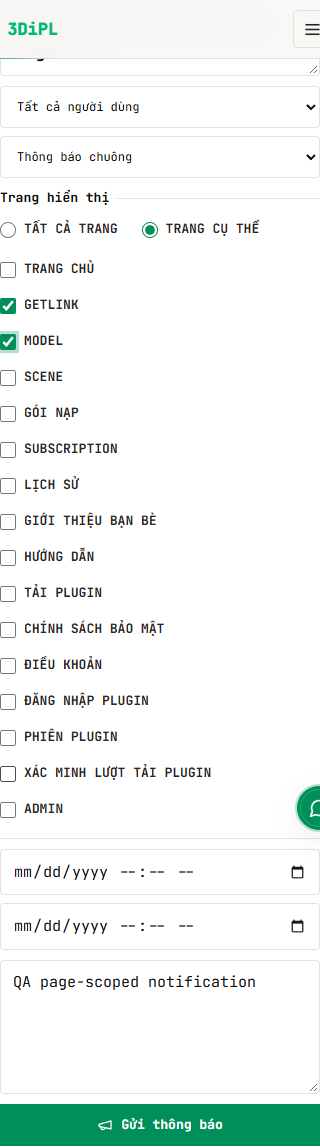 3DiPL
Tất cả người dùng
Thông báo chuông
Trang hiển thị
TẤT CẢ TRANG
TRANG CỤ THỂ
TRANG CHỦ
GETLINK
MODEL
SCENE
GÓI NẠP
SUBSCRIPTION
LỊCH SỬ
GIỚI THIỆU BẠN BÈ
HƯỚNG DẪN
TẢI PLUGIN
CHÍNH SÁCH BẢO MẬT
ĐIỀU KHOẢN
ĐĂNG NHẬP PLUGIN
PHIÊN PLUGIN
XÁC MINH LƯỢT TẢI PLUGIN
ADMIN
mm/dd/yyyy --:-- --
mm/dd/yyyy --:-- --
QA page-scoped notification
Gửi thông báo